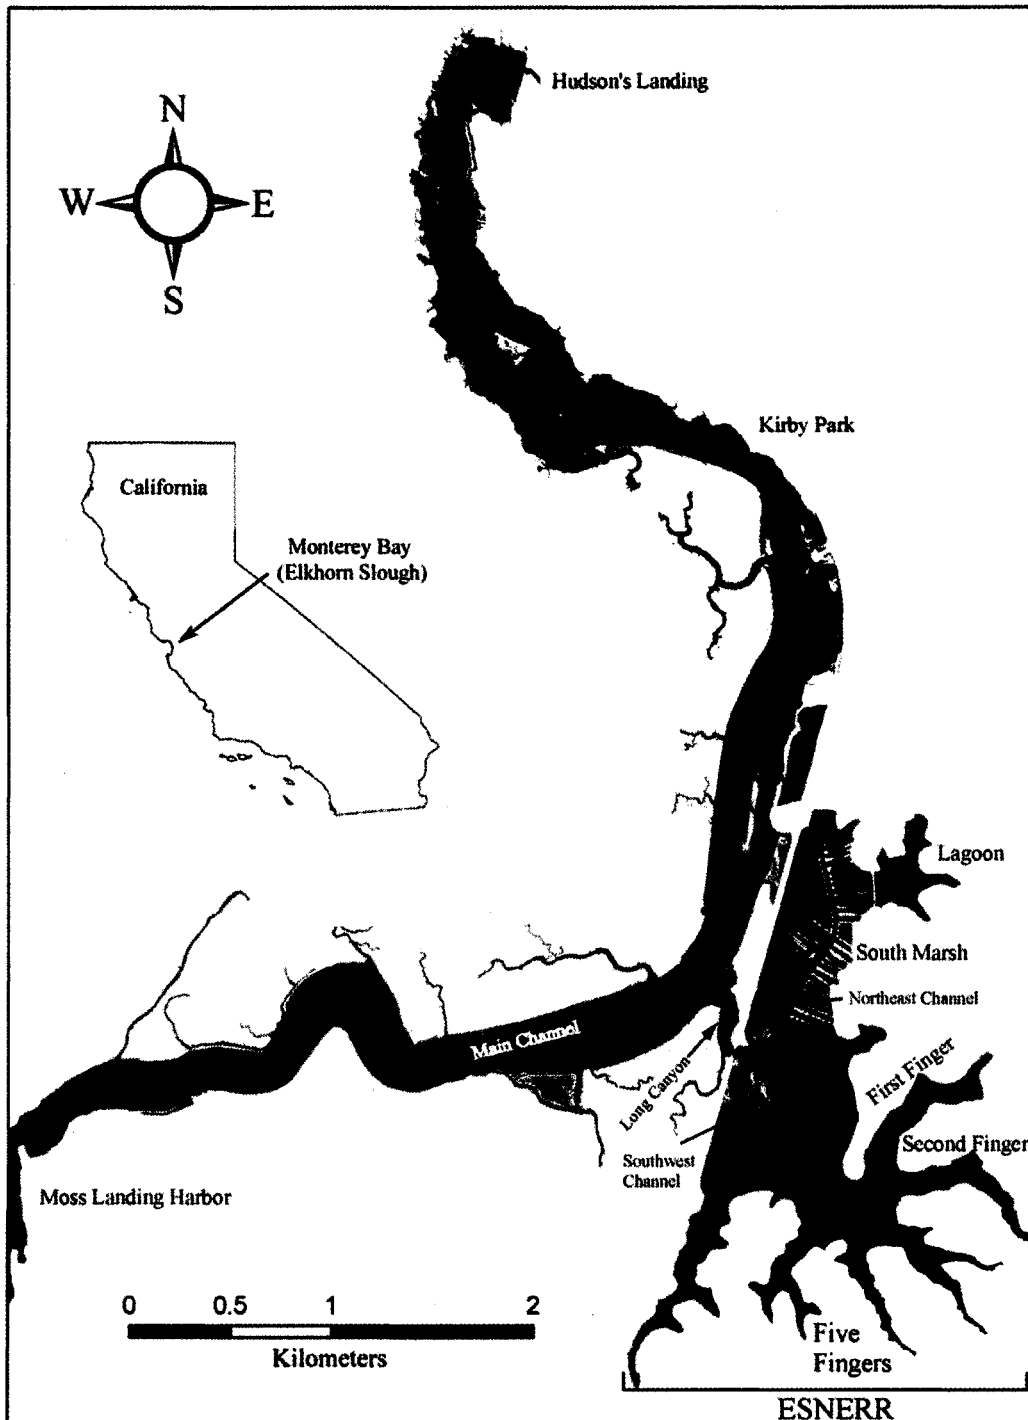 Hudson's Landing
N
W
E
S
Kirby Park
California
Monterey Bay
(Elkhorn Slough)
Lagoon
South Marsh
Northeast Channel
Main Channel
Long Canyon
First Finger
Second Finger
Southwest
Channel
Moss Landing Harbor
0 0.5 1 2
Kilometers
Five
Fingers
ESNERR